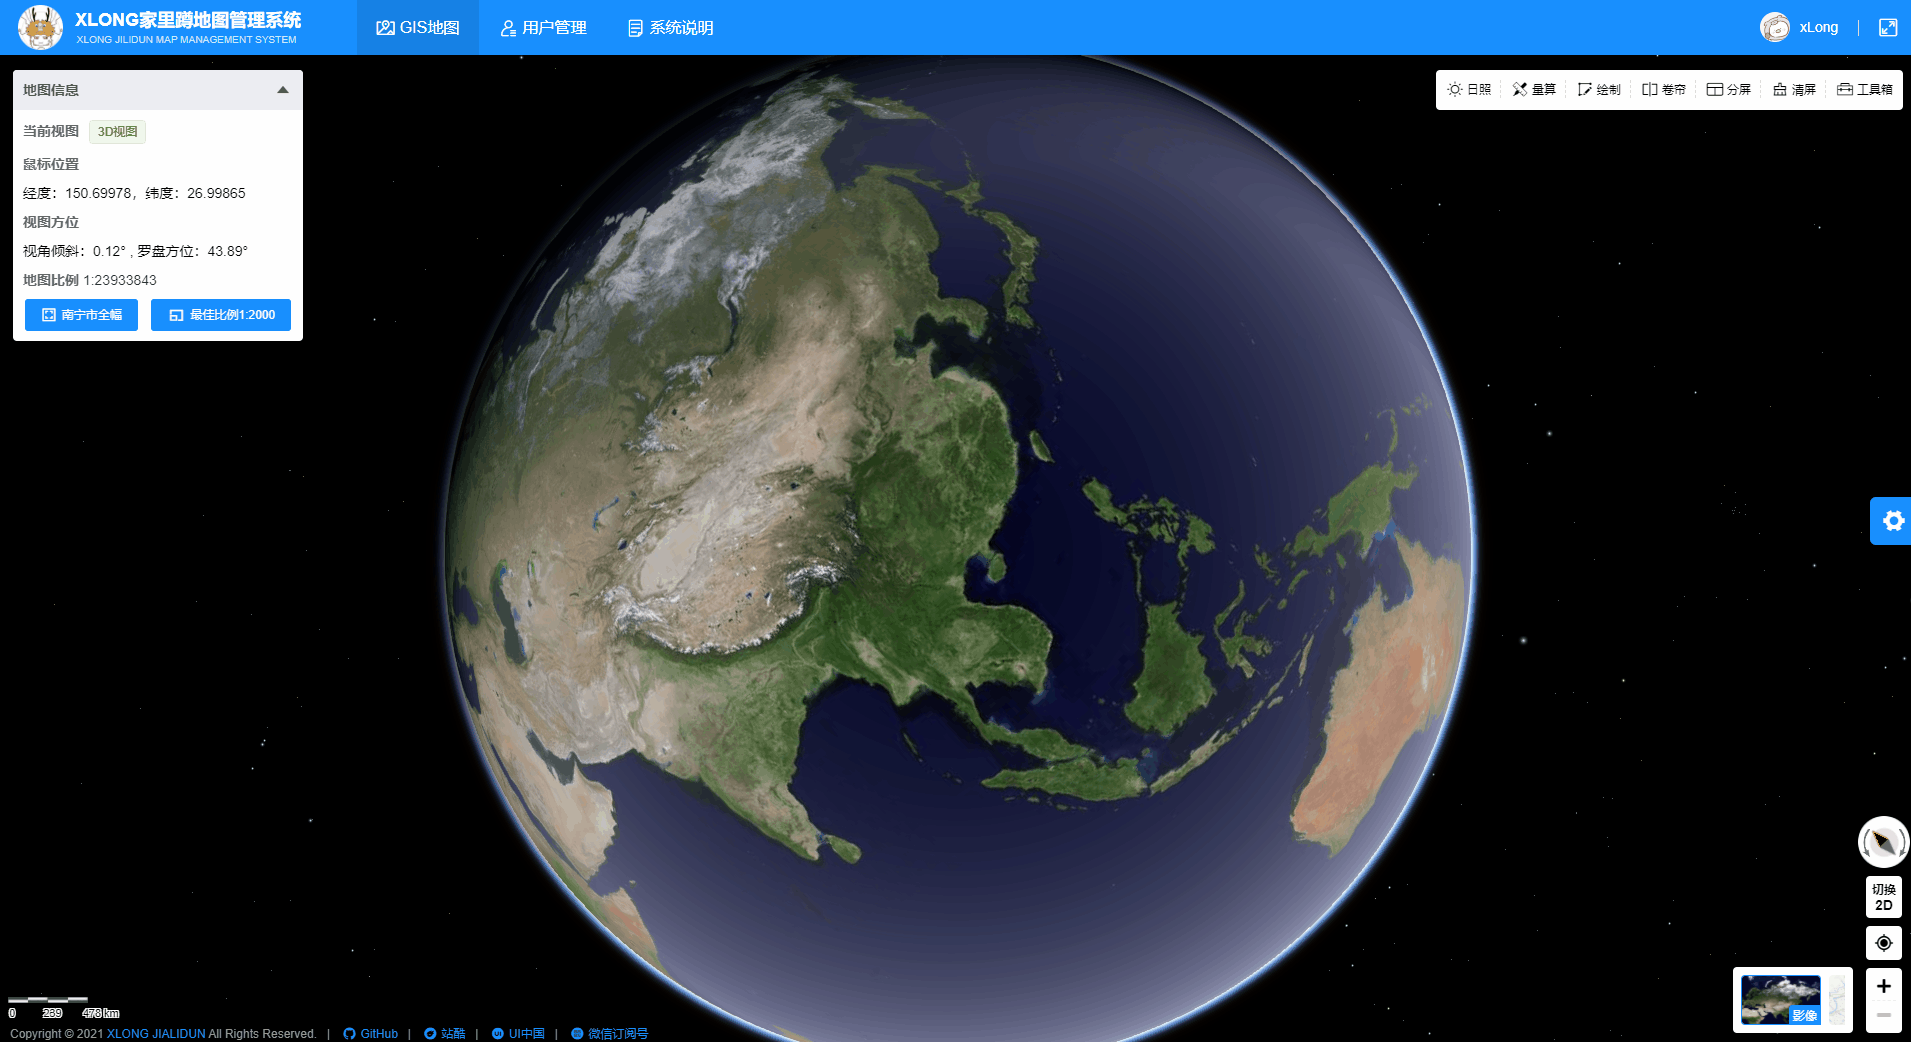 XLONG家里蹲地图管理系统
XLONG JILIDUN MAP MANAGEMENT SYSTEM
GIS地图
用户管理
系统说明
xLong
地图信息
当前视图 3D视图
鼠标位置
经度：150.69978，纬度：26.99865
视图方位
视角倾斜：0.12° , 罗盘方位：43.89°
地图比例 1:23933843
南宁市全幅
最佳比例1:2000
日照
量算
绘制
卷帘
分屏
清屏
工具箱
切换
2D
影像
0 239 478 km
Copyright © 2021 XLONG JIALIDUN All Rights Reserved. | GitHub | 站酷 | UI中国 | 微信订阅号